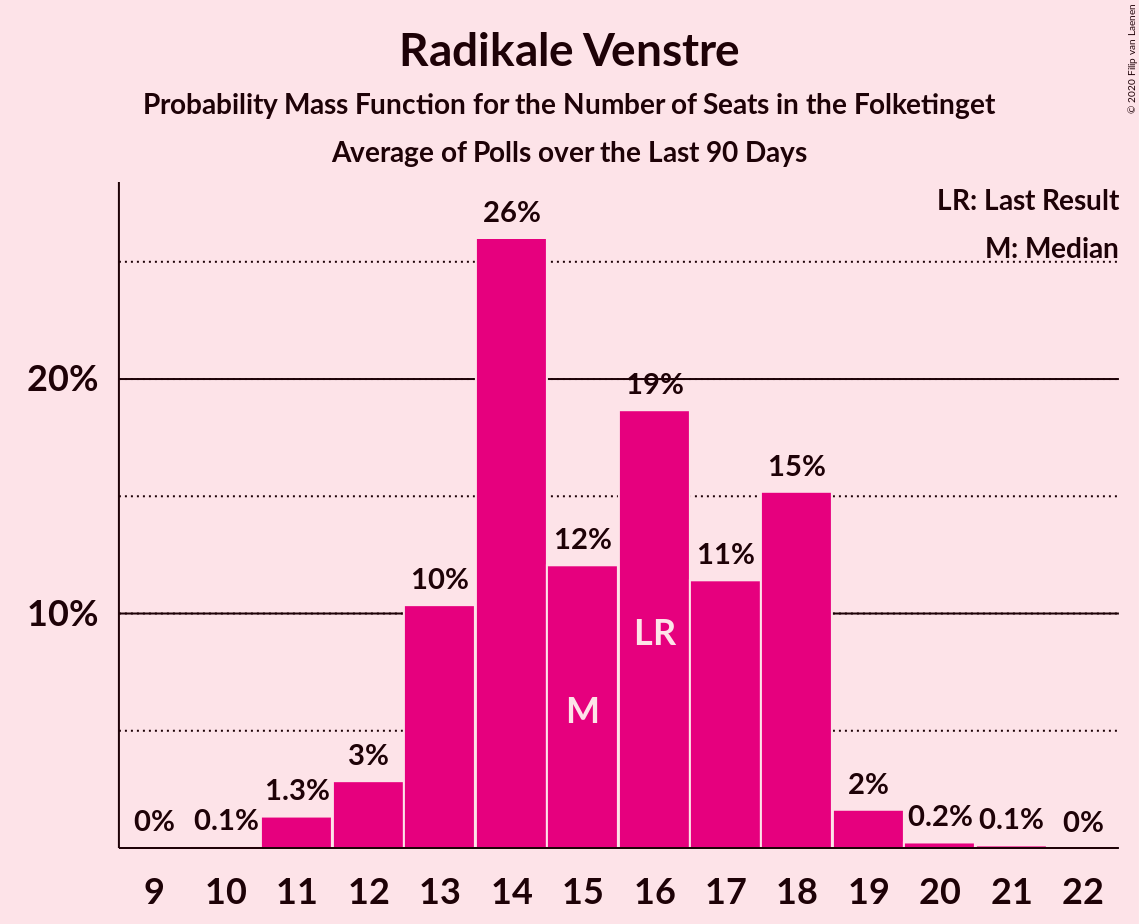 Radikale Venstre
Probability Mass Function for the Number of Seats in the Folketinget
Average of Polls over the Last 90 Days
© 2020 Filip van Laenen
LR: Last Result
M: Median
26%
20%
19%
15%
12%
11%
10%
10%
LR
M
3%
1.3%
2%
0% 0.1% 0.2% 0.1% 0%
9 10 11 12 13 14 15 16 17 18 19 20 21 22